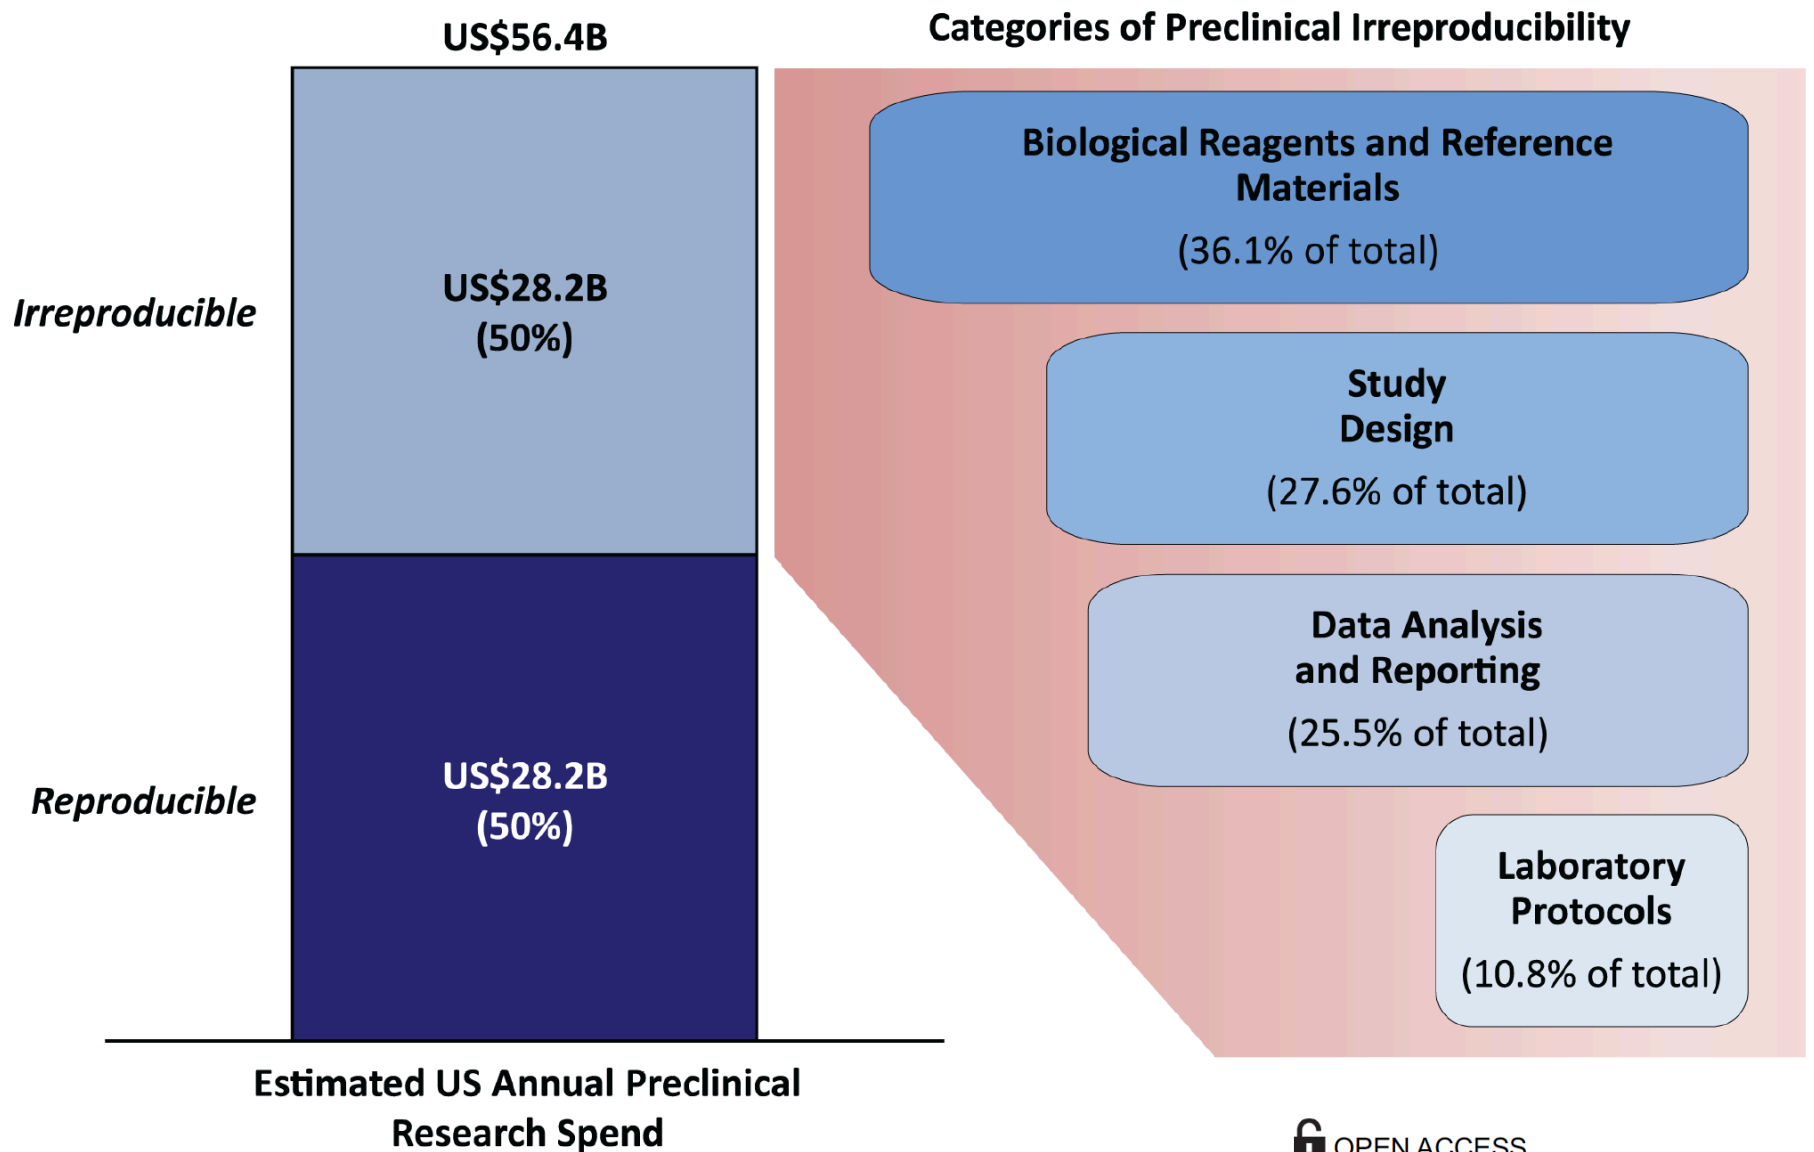 US$56.4B
Irreproducible
US$28.2B
(50%)
Reproducible
US$28.2B
(50%)
Estimated US Annual Preclinical
Research Spend
Categories of Preclinical Irreproducibility
Biological Reagents and Reference
Materials
(36.1% of total)
Study
Design
(27.6% of total)
Data Analysis
and Reporting
(25.5% of total)
Laboratory
Protocols
(10.8% of total)
OPEN ACCESS